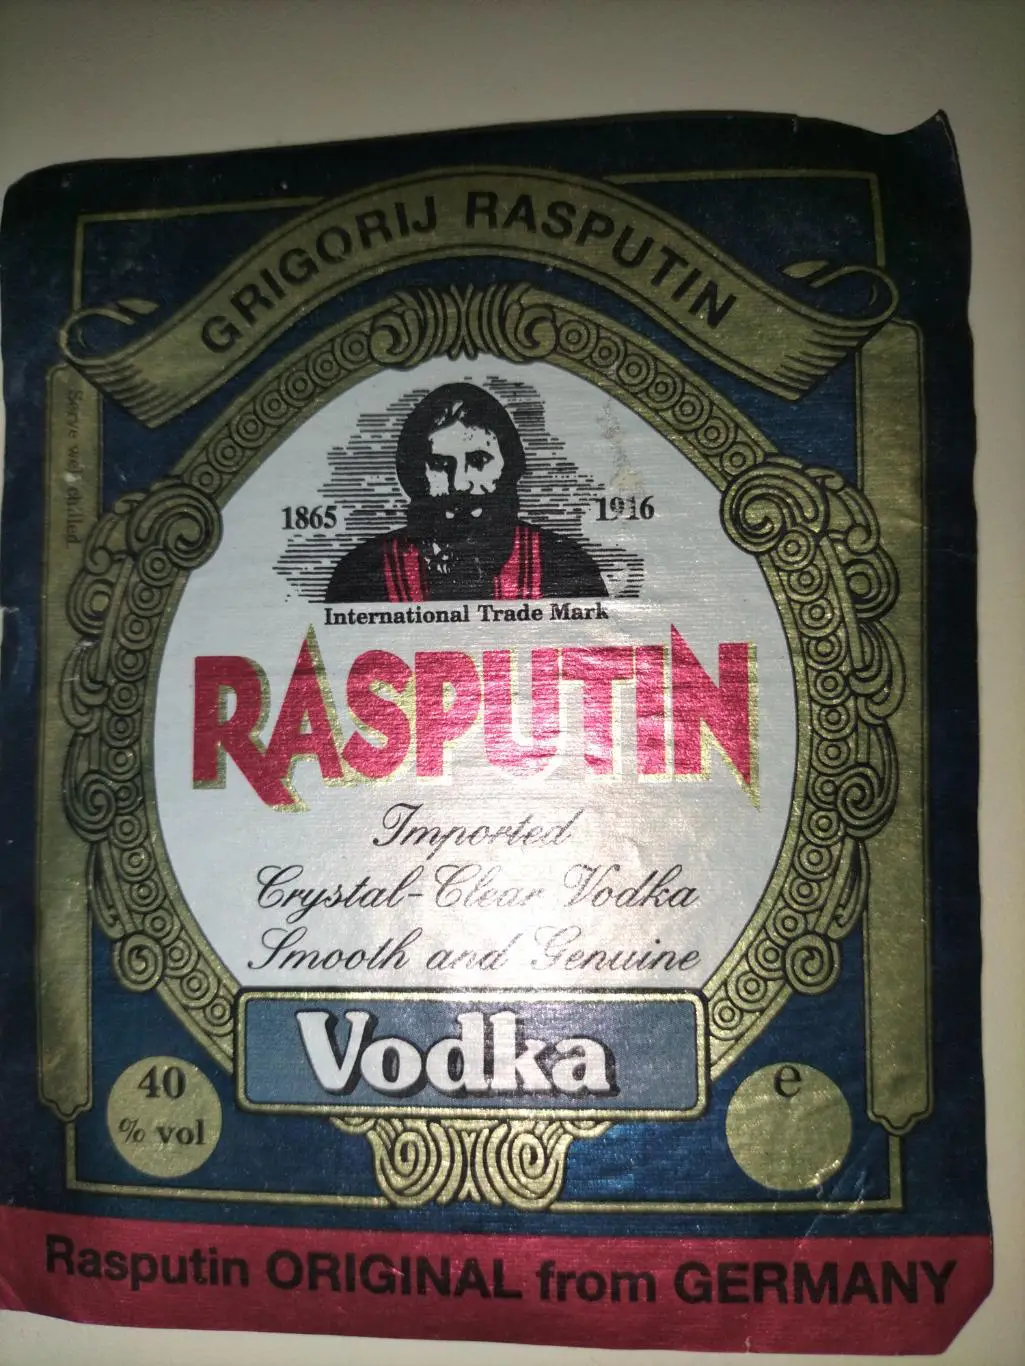 GRIGORIJ RASPUTIN
Serve well chilled.
1865
1916
International Trade Mark
RASPUTIN
Imported
Crystal-Clear Vodka
Smooth and Genuine
Vodka
40
% vol
e
Rasputin ORIGINAL from GERMANY